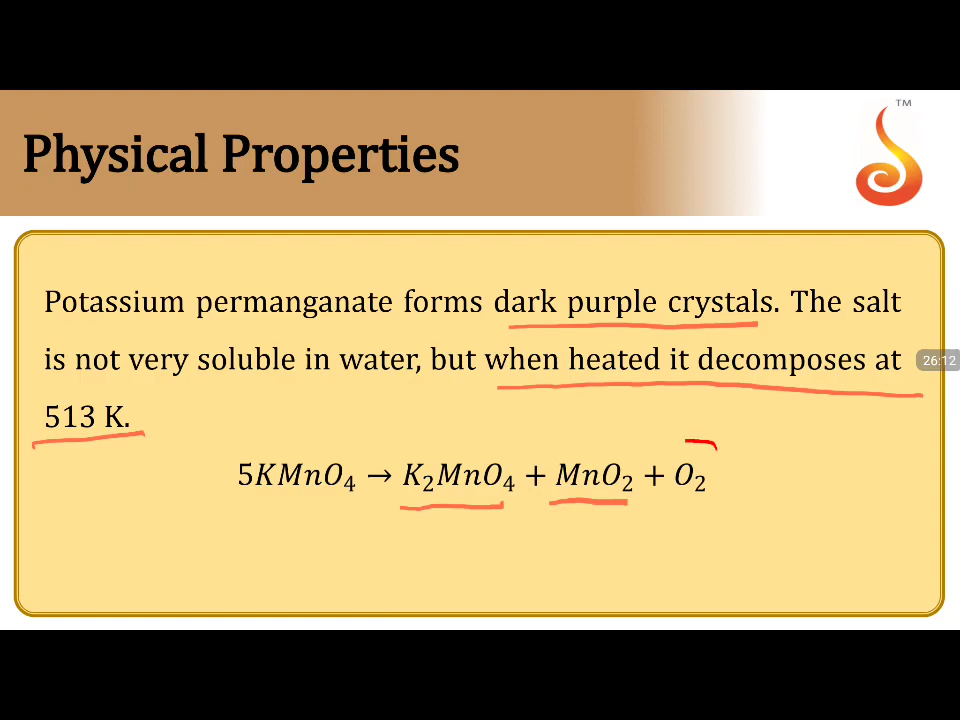 ™
Physical Properties
Potassium permanganate forms dark purple crystals. The salt
is not very soluble in water, but when heated it decomposes at
26:12
513 K.
5KMnO₄ → K₂MnO₄ + MnO₂ + O₂